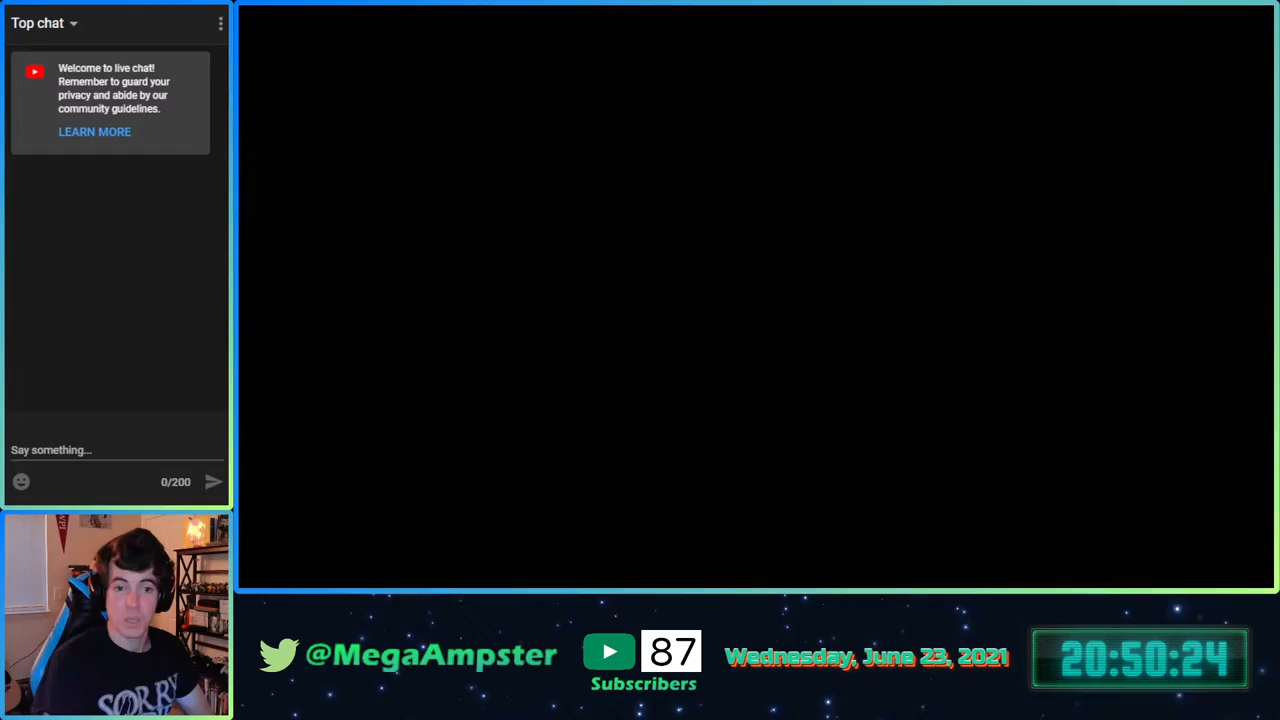 Top chat
Welcome to live chat!
Remember to guard your
privacy and abide by our
community guidelines.
LEARN MORE
Say something...
0/200
SORRY
@MegaAmpster
87
Subscribers
Wednesday, June 23, 2021
20:50:24